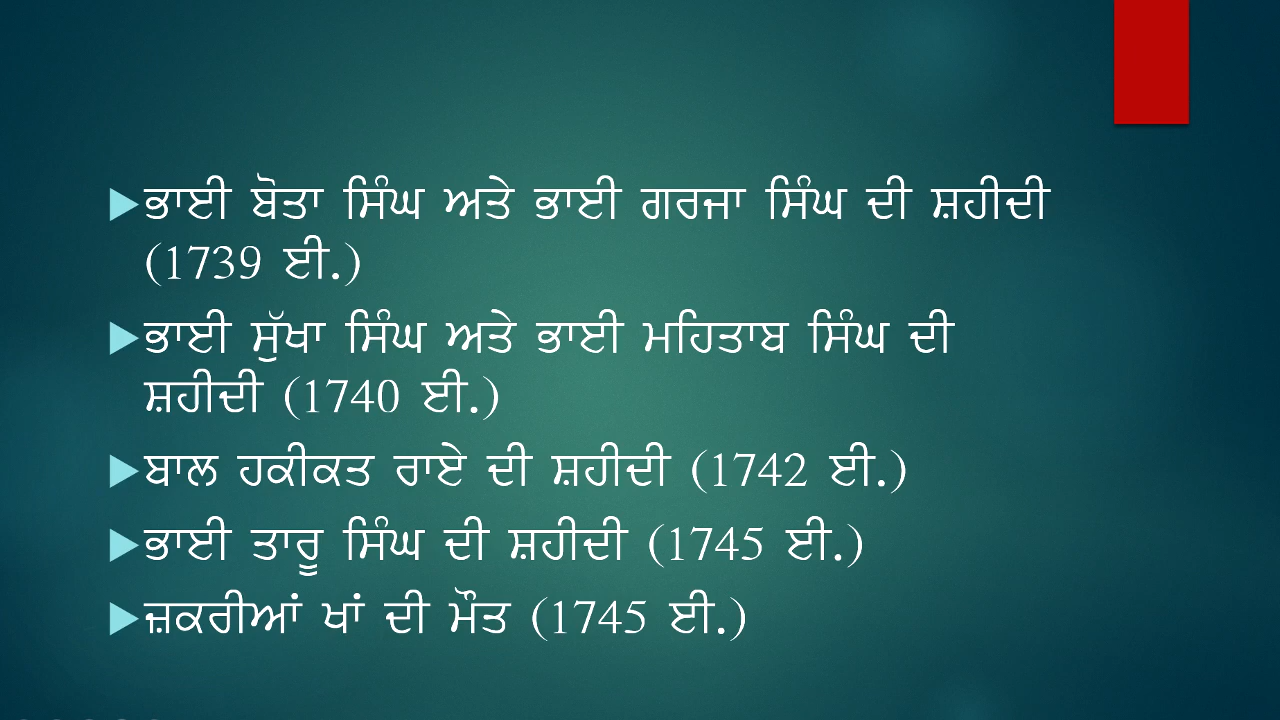 ਭਾਈ ਬੋਤਾ ਸਿੰਘ ਅਤੇ ਭਾਈ ਗਰਜਾ ਸਿੰਘ ਦੀ ਸ਼ਹੀਦੀ
(1739 ਈ.)
ਭਾਈ ਸੁੱਖਾ ਸਿੰਘ ਅਤੇ ਭਾਈ ਮਹਿਤਾਬ ਸਿੰਘ ਦੀ
ਸ਼ਹੀਦੀ (1740 ਈ.)
ਬਾਲ ਹਕੀਕਤ ਰਾਏ ਦੀ ਸ਼ਹੀਦੀ (1742 ਈ.)
ਭਾਈ ਤਾਰੂ ਸਿੰਘ ਦੀ ਸ਼ਹੀਦੀ (1745 ਈ.)
ਜ਼ਕਰੀਆਂ ਖਾਂ ਦੀ ਮੌਤ (1745 ਈ.)